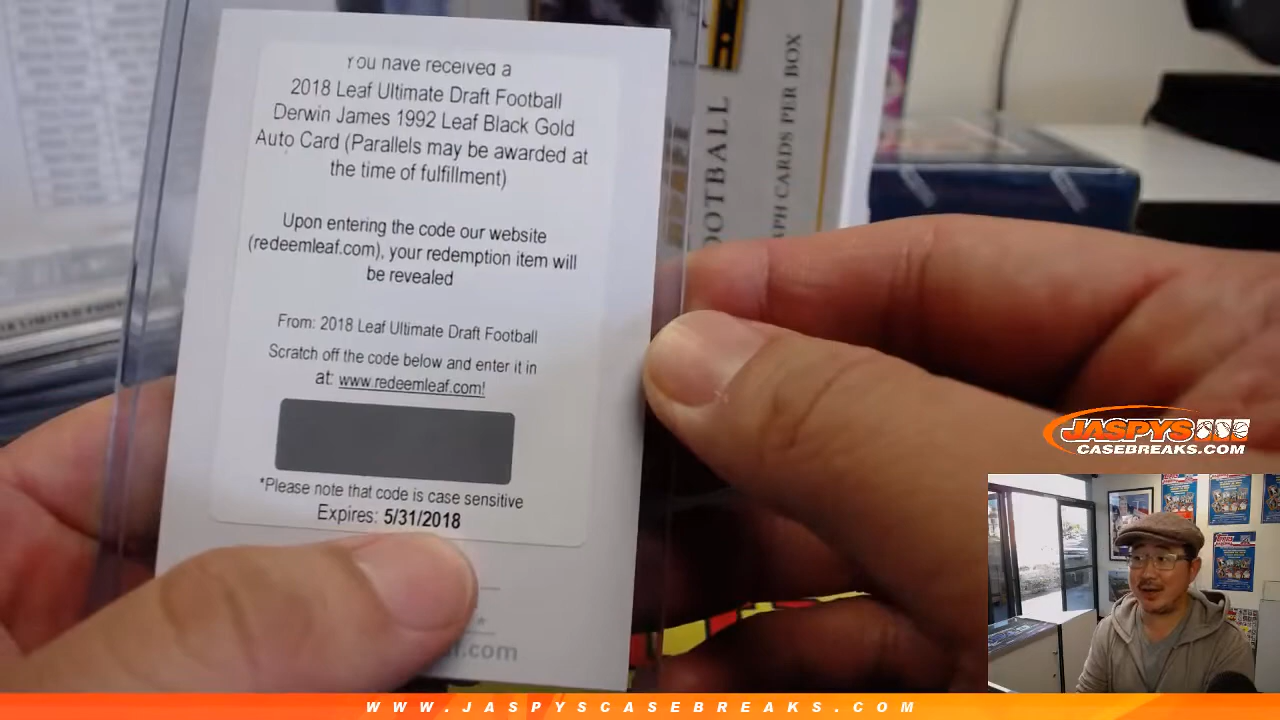 You have received a
2018 Leaf Ultimate Draft Football
Derwin James 1992 Leaf Black Gold
Auto Card (Parallels may be awarded at
the time of fulfillment)
Upon entering the code our website
(redeemleaf.com), your redemption item will
be revealed
From: 2018 Leaf Ultimate Draft Football
Scratch off the code below and enter it in
at: www.redeemleaf.com!
*Please note that code is case sensitive
Expires: 5/31/2018
.com
OOTBALL
APH CARDS PER BOX
JASPYS
CASEBREAKS.COM
WWW.JASPYSCASEBREAKS.COM